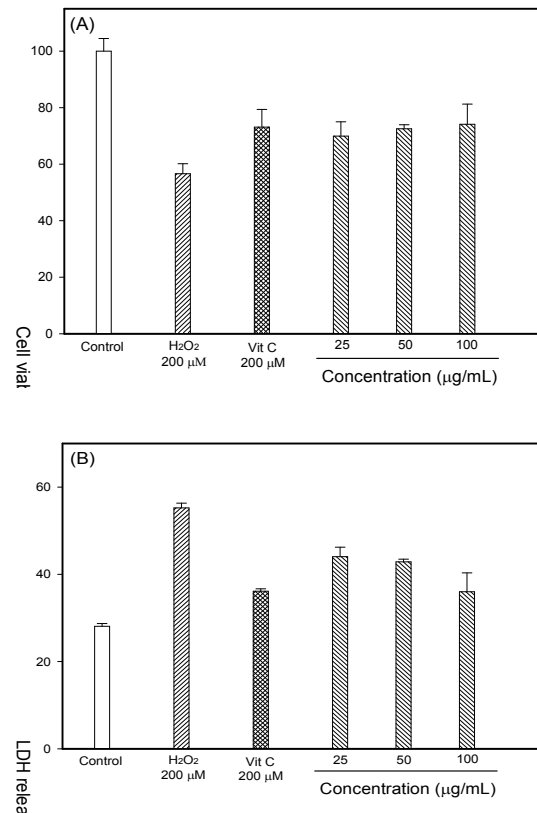 (A)
100
80
60
40
20
0
Cell viat
Control
H2O2
200 μM
Vit C
200 μM
25 50 100
Concentration (μg/mL)
(B)
60
40
20
0
LDH relea
Control
H2O2
200 μM
Vit C
200 μM
25 50 100
Concentration (μg/mL)